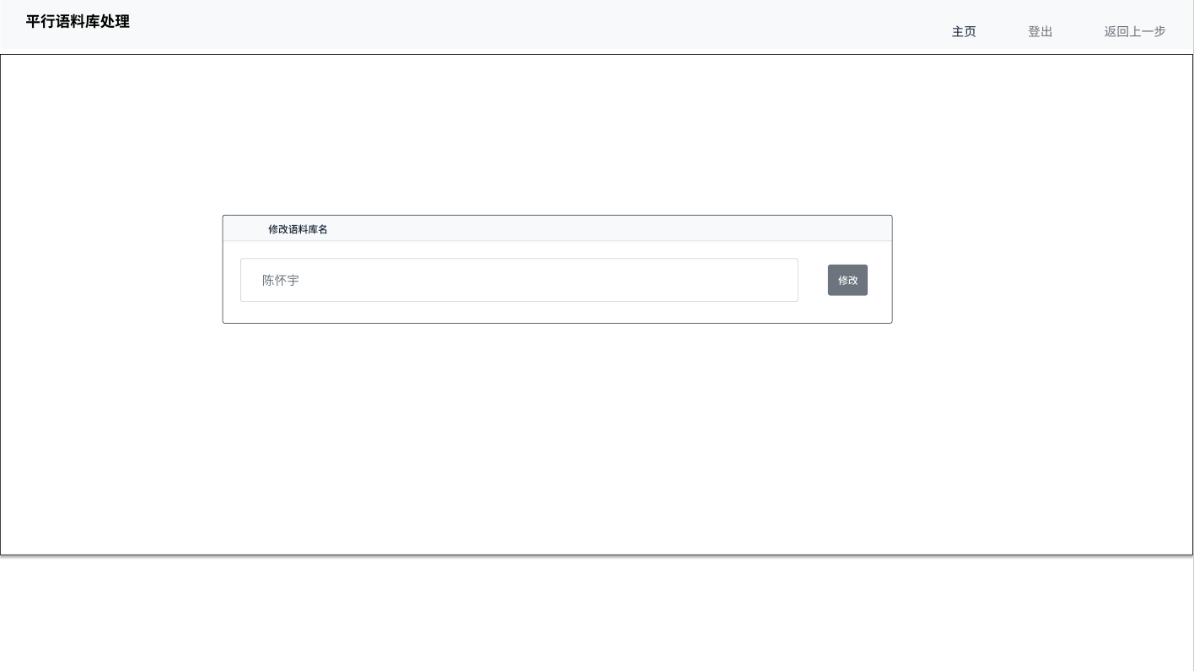 平行语料库处理
主页 登出 返回上一步
修改语料库名
陈怀宇
修改